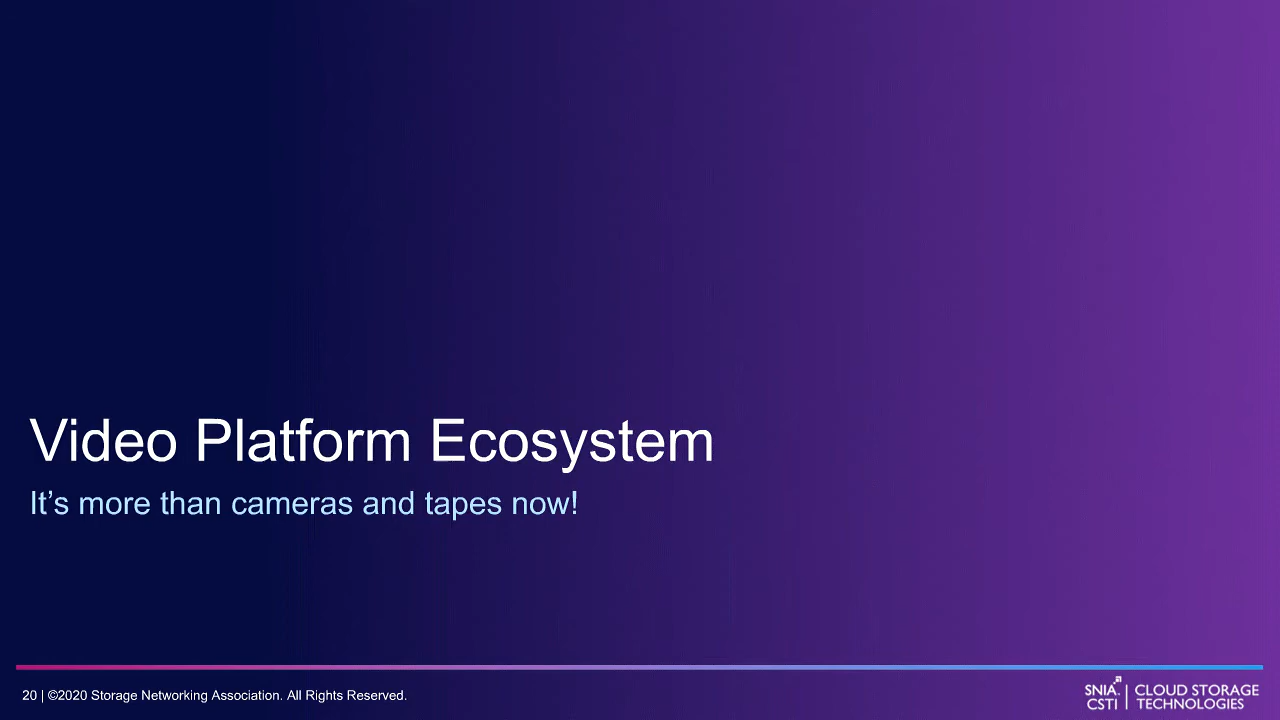 Video Platform Ecosystem
It’s more than cameras and tapes now!
20 | ©2020 Storage Networking Association. All Rights Reserved.
SNIA. | CLOUD STORAGE
CSTI | TECHNOLOGIES